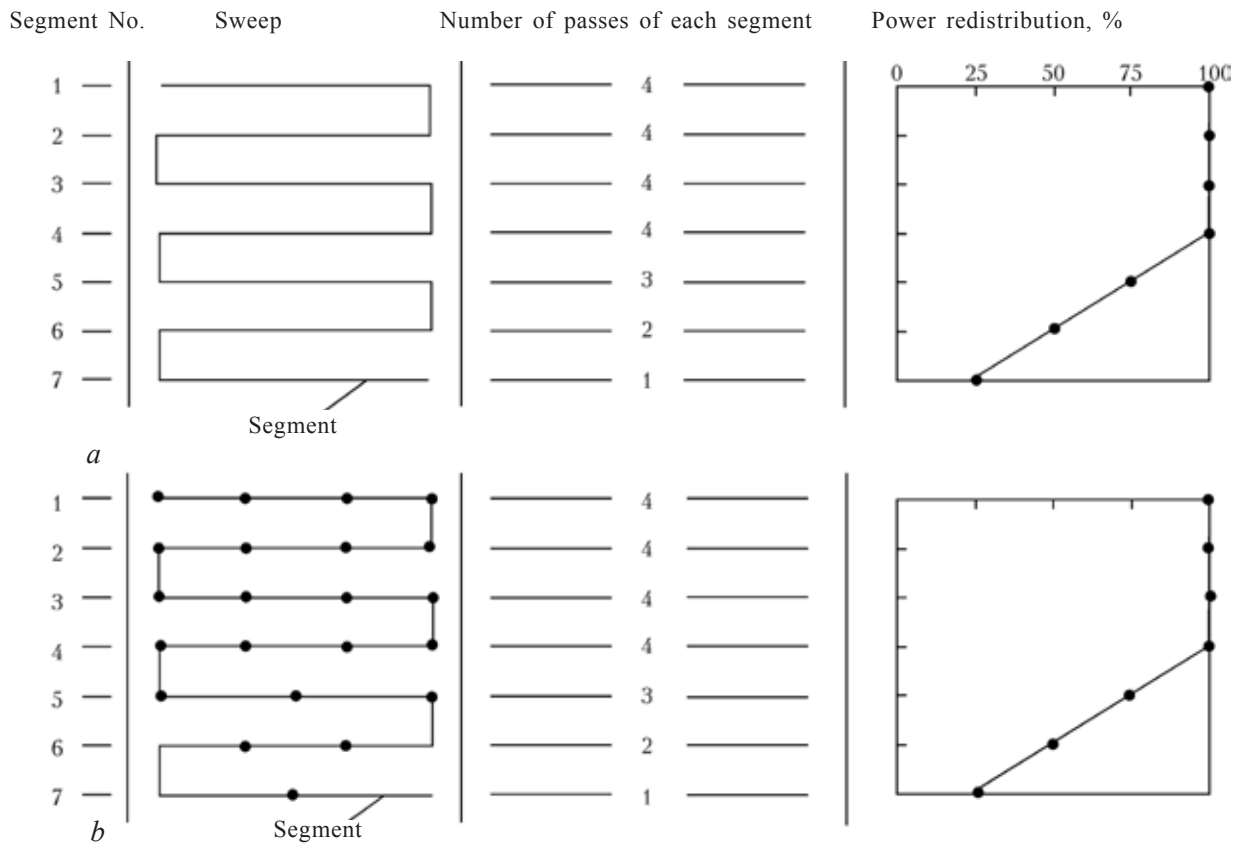 Segment No. Sweep Number of passes of each segment Power redistribution, %
0 25 50 75 100
1 4
2 4
3 4
4 4
5 3
6 2
7 1
Segment
a
1 4
2 4
3 4
4 4
5 3
6 2
7 1
b Segment